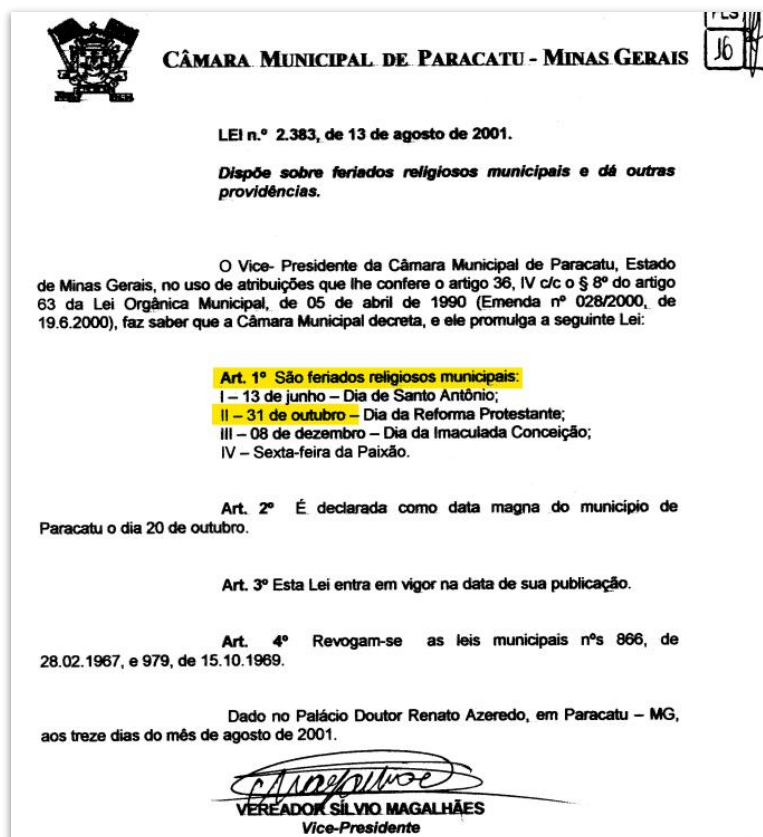 FLS
16
CÂMARA MUNICIPAL DE PARACATU - MINAS GERAIS
LEI n.º 2.383, de 13 de agosto de 2001.
Dispõe sobre feriados religiosos municipais e dá outras
providências.
O Vice- Presidente da Câmara Municipal de Paracatu, Estado
de Minas Gerais, no uso de atribuições que lhe confere o artigo 36, IV c/c o § 8º do artigo
63 da Lei Orgânica Municipal, de 05 de abril de 1990 (Emenda nº 028/2000, de
19.6.2000), faz saber que a Câmara Municipal decreta, e ele promulga a seguinte Lei:
Art. 1º São feriados religiosos municipais:
I – 13 de junho – Dia de Santo Antônio;
II – 31 de outubro – Dia da Reforma Protestante;
III – 08 de dezembro – Dia da Imaculada Conceição;
IV – Sexta-feira da Paixão.
Art. 2º É declarada como data magna do município de
Paracatu o dia 20 de outubro.
Art. 3º Esta Lei entra em vigor na data de sua publicação.
Art. 4º Revogam-se as leis municipais nºs 866, de
28.02.1967, e 979, de 15.10.1969.
Dado no Palácio Doutor Renato Azeredo, em Paracatu – MG,
aos treze dias do mês de agosto de 2001.
VEREADOR SÍLVIO MAGALHÃES
Vice-Presidente